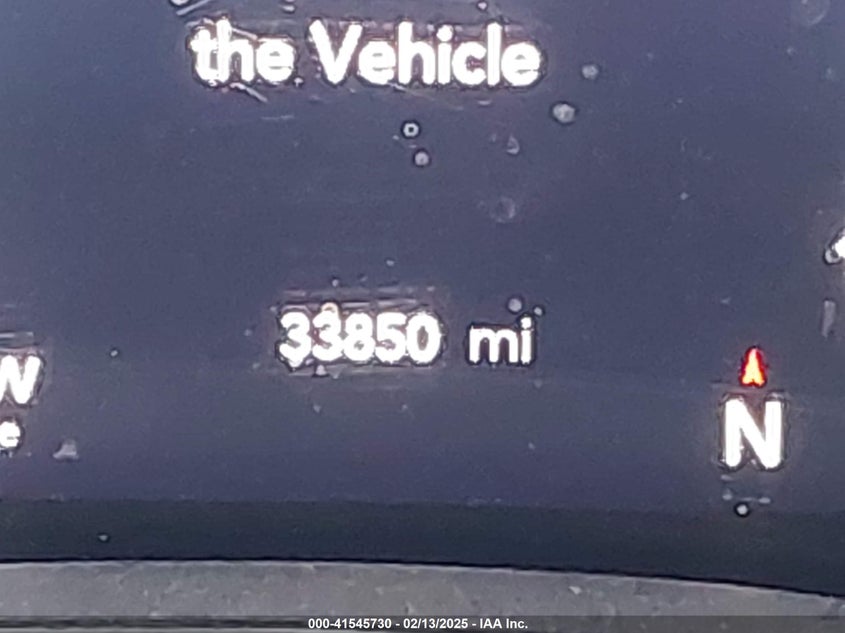 the Vehicle
33850 mi
W
e
N
000-41545730 - 02/13/2025 - IAA Inc.